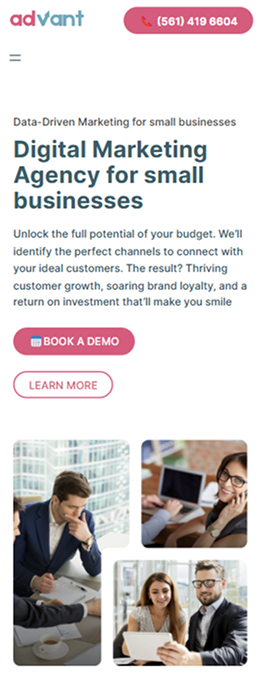 advant
(561) 419 6604
Data-Driven Marketing for small businesses
Digital Marketing
Agency for small
businesses
Unlock the full potential of your budget. We'll
identify the perfect channels to connect with
your ideal customers. The result? Thriving
customer growth, soaring brand loyalty, and a
return on investment that'll make you smile
BOOK A DEMO
LEARN MORE